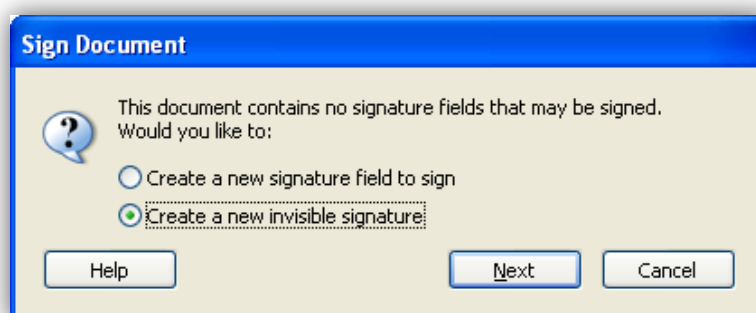 Sign Document
This document contains no signature fields that may be signed.
Would you like to:
Create a new signature field to sign
Create a new invisible signature
Help
Next
Cancel